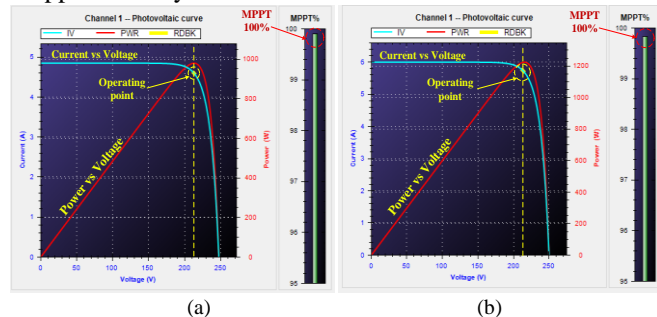 Channel 1 -- Photovoltaic curve
IV PWR RDBK
MPPT
100%
MPPT%
Current vs Voltage
Operating
point
Power vs Voltage
Current (A)
5
4
3
2
1
0
Power (W)
1000
800
600
400
200
0
0 50 100 150 200 250
Voltage (V)
100
99
98
97
96
95
(a)
Channel 1 -- Photovoltaic curve
IV PWR RDBK
MPPT
100%
MPPT%
Current vs Voltage
Operating
point
Power vs Voltage
Current (A)
6
5
4
3
2
1
0
Power (W)
1200
1000
800
600
400
200
0
0 50 100 150 200 250
Voltage (V)
100
99
98
97
96
95
(b)